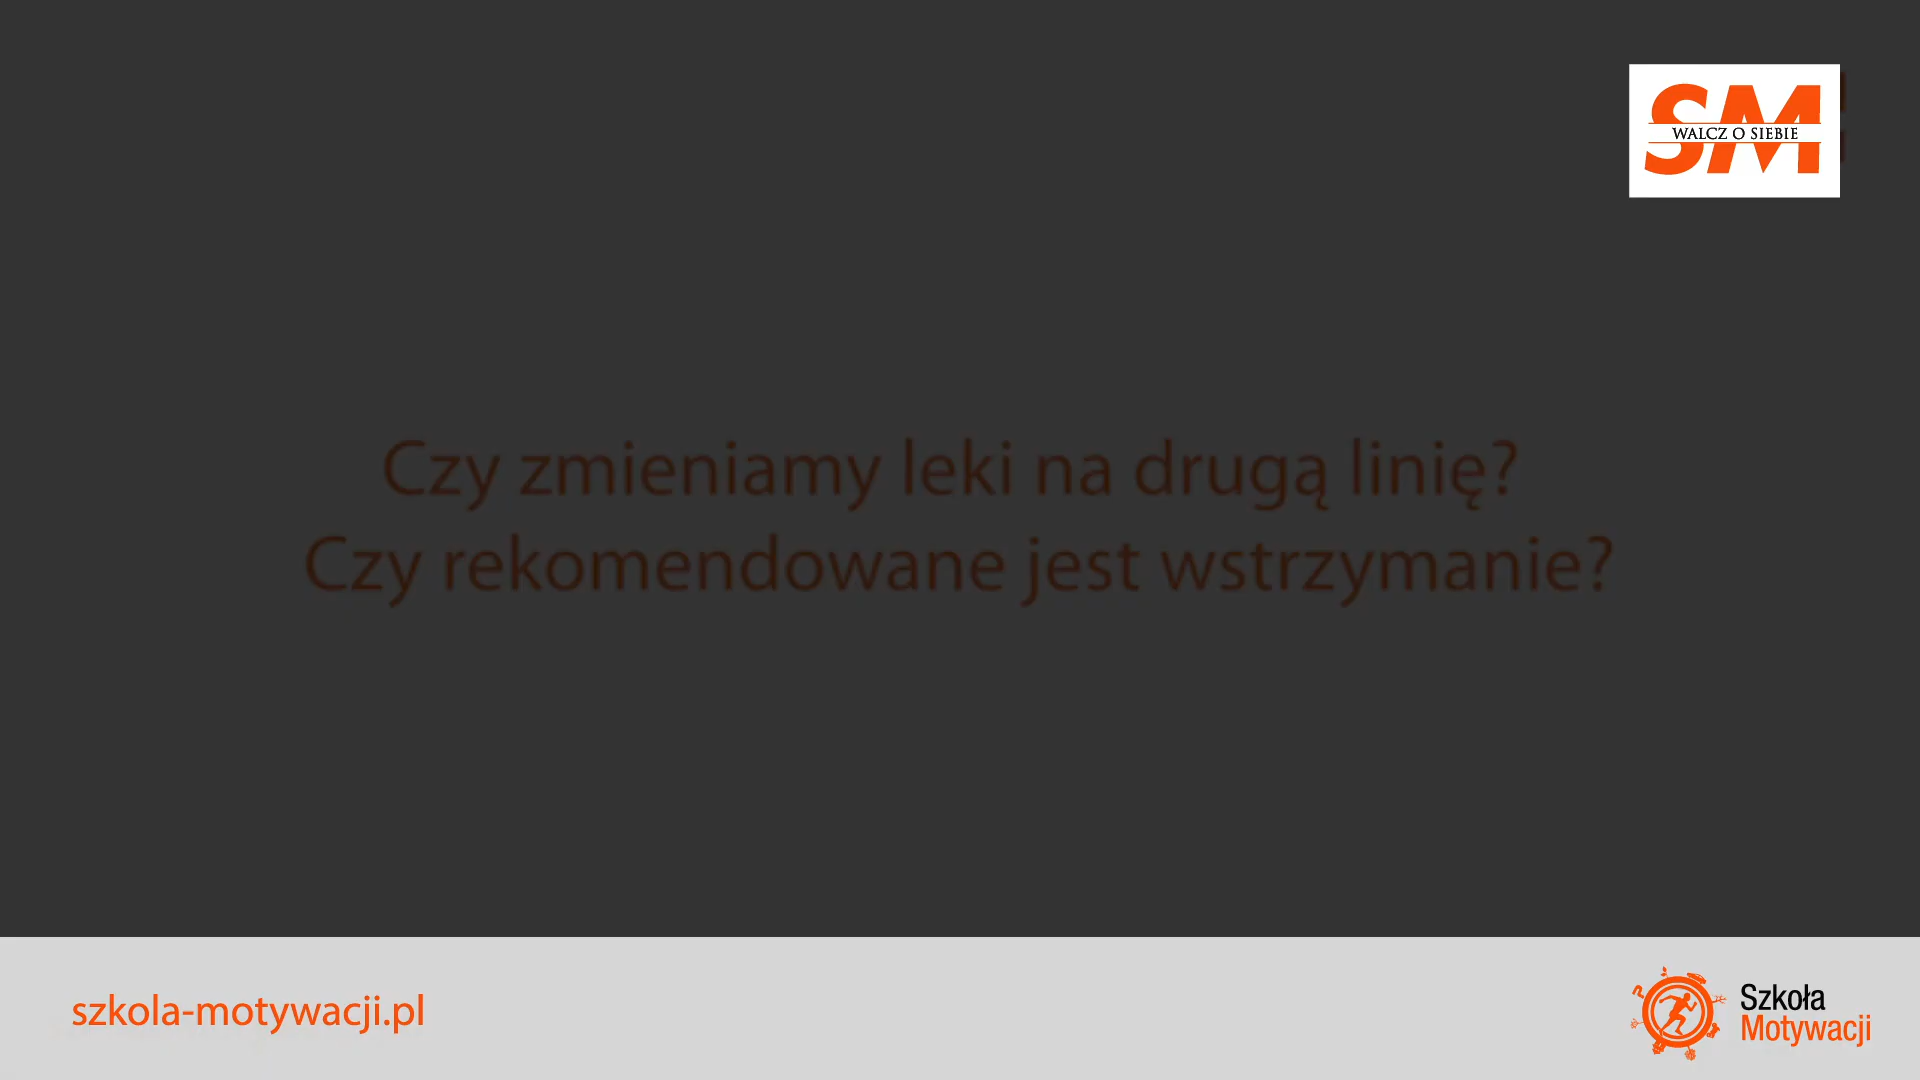 SM
WALCZ O SIEBIE
Czy zmieniamy leki na drugą linię?
Czy rekomendowane jest wstrzymanie?
szkola-motywacji.pl
Szkoła
Motywacji